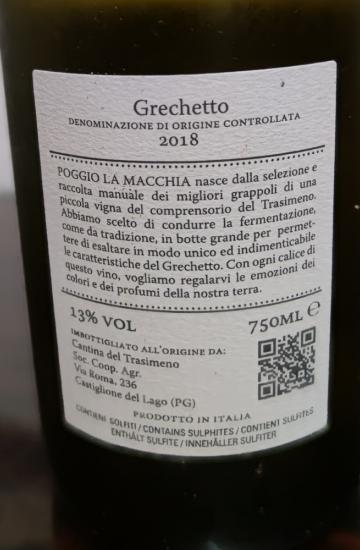 Grechetto
DENOMINAZIONE DI ORIGINE CONTROLLATA
2018
POGGIO LA MACCHIA nasce dalla selezione e
raccolta manuale dei migliori grappoli di una
piccola vigna del comprensorio del Trasimeno.
Abbiamo scelto di condurre la fermentazione,
come da tradizione, in botte grande per permet-
tere di esaltare in modo unico ed indimenticabile
le caratteristiche del Grechetto. Con ogni calice di
questo vino, vogliamo regalarvi le emozioni dei
colori e dei profumi della nostra terra.
13% VOL
750ML e
IMBOTTIGLIATO ALL'ORIGINE DA:
Cantina del Trasimeno
Soc. Coop. Agr.
Via Roma, 236
Castiglione del Lago (PG)
PRODOTTO IN ITALIA
CONTIENE SOLFITI / CONTAINS SULPHITES / CONTIENT SULFITES
ENTHÄLT SULFITE / INNEHÅLLER SULFITER